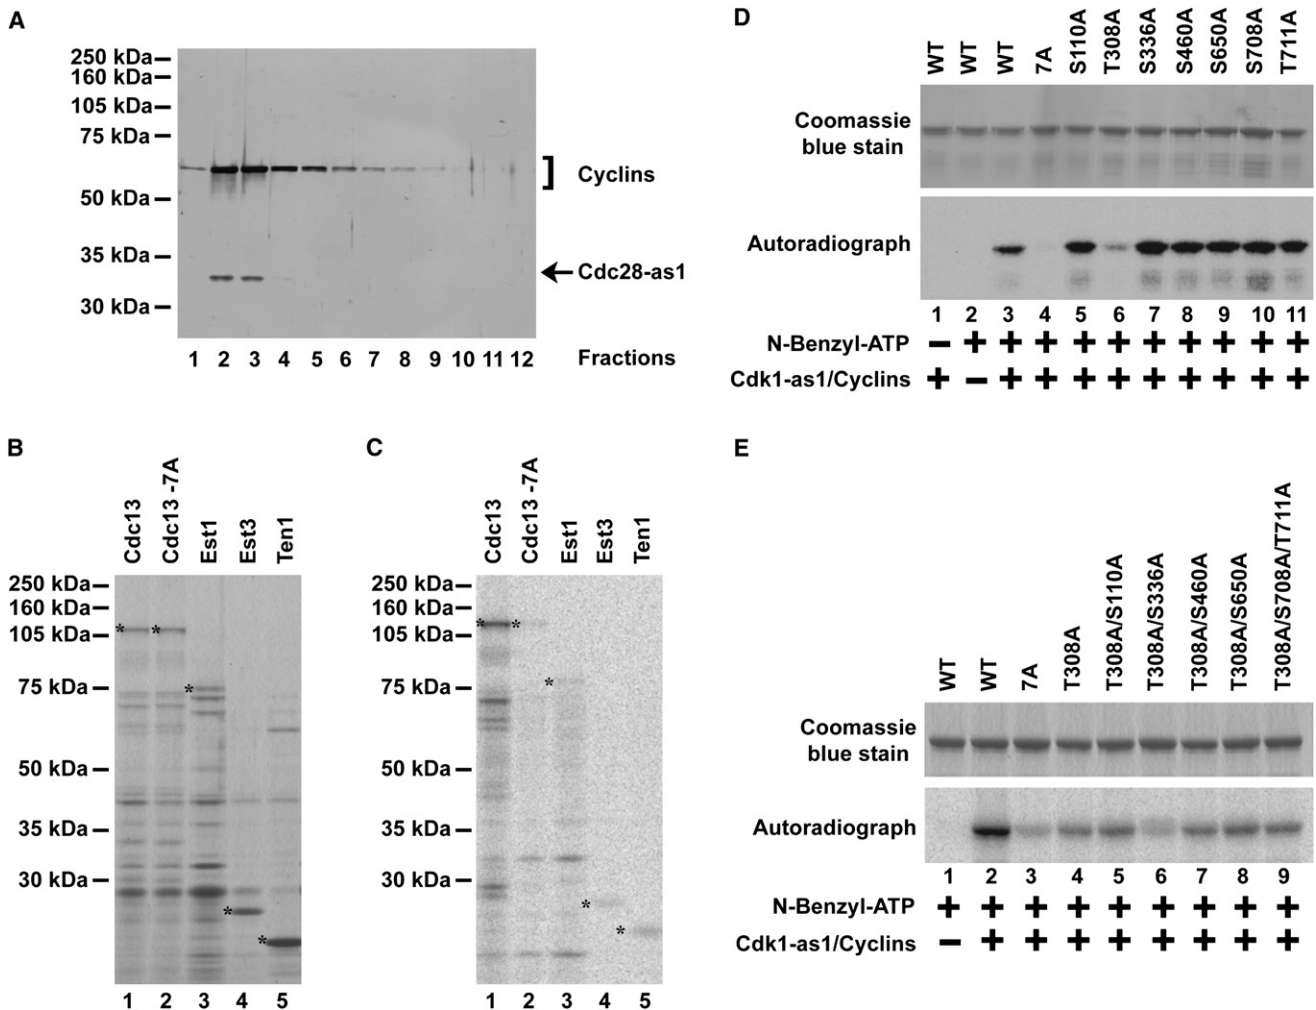 A
250 kDa
160 kDa
105 kDa
75 kDa
50 kDa
35 kDa
30 kDa
Cyclins
Cdc28-as1
1 2 3 4 5 6 7 8 9 10 11 12 Fractions
B
Cdc13
Cdc13 -7A
Est1
Est3
Ten1
250 kDa
160 kDa
105 kDa
75 kDa
50 kDa
35 kDa
30 kDa
* * * * *
1 2 3 4 5
C
Cdc13
Cdc13 -7A
Est1
Est3
Ten1
250 kDa
160 kDa
105 kDa
75 kDa
50 kDa
35 kDa
30 kDa
* * * * *
1 2 3 4 5
D
WT
WT
WT
7A
S110A
T308A
S336A
S460A
S650A
S708A
T711A
Coomassie
blue stain
Autoradiograph
1 2 3 4 5 6 7 8 9 10 11
N-Benzyl-ATP − + + + + + + + + + +
Cdk1-as1/Cyclins + − + + + + + + + + +
E
WT
WT
7A
T308A
T308A/S110A
T308A/S336A
T308A/S460A
T308A/S650A
T308A/S708A/T711A
Coomassie
blue stain
Autoradiograph
1 2 3 4 5 6 7 8 9
N-Benzyl-ATP + + + + + + + + +
Cdk1-as1/Cyclins − + + + + + + + +